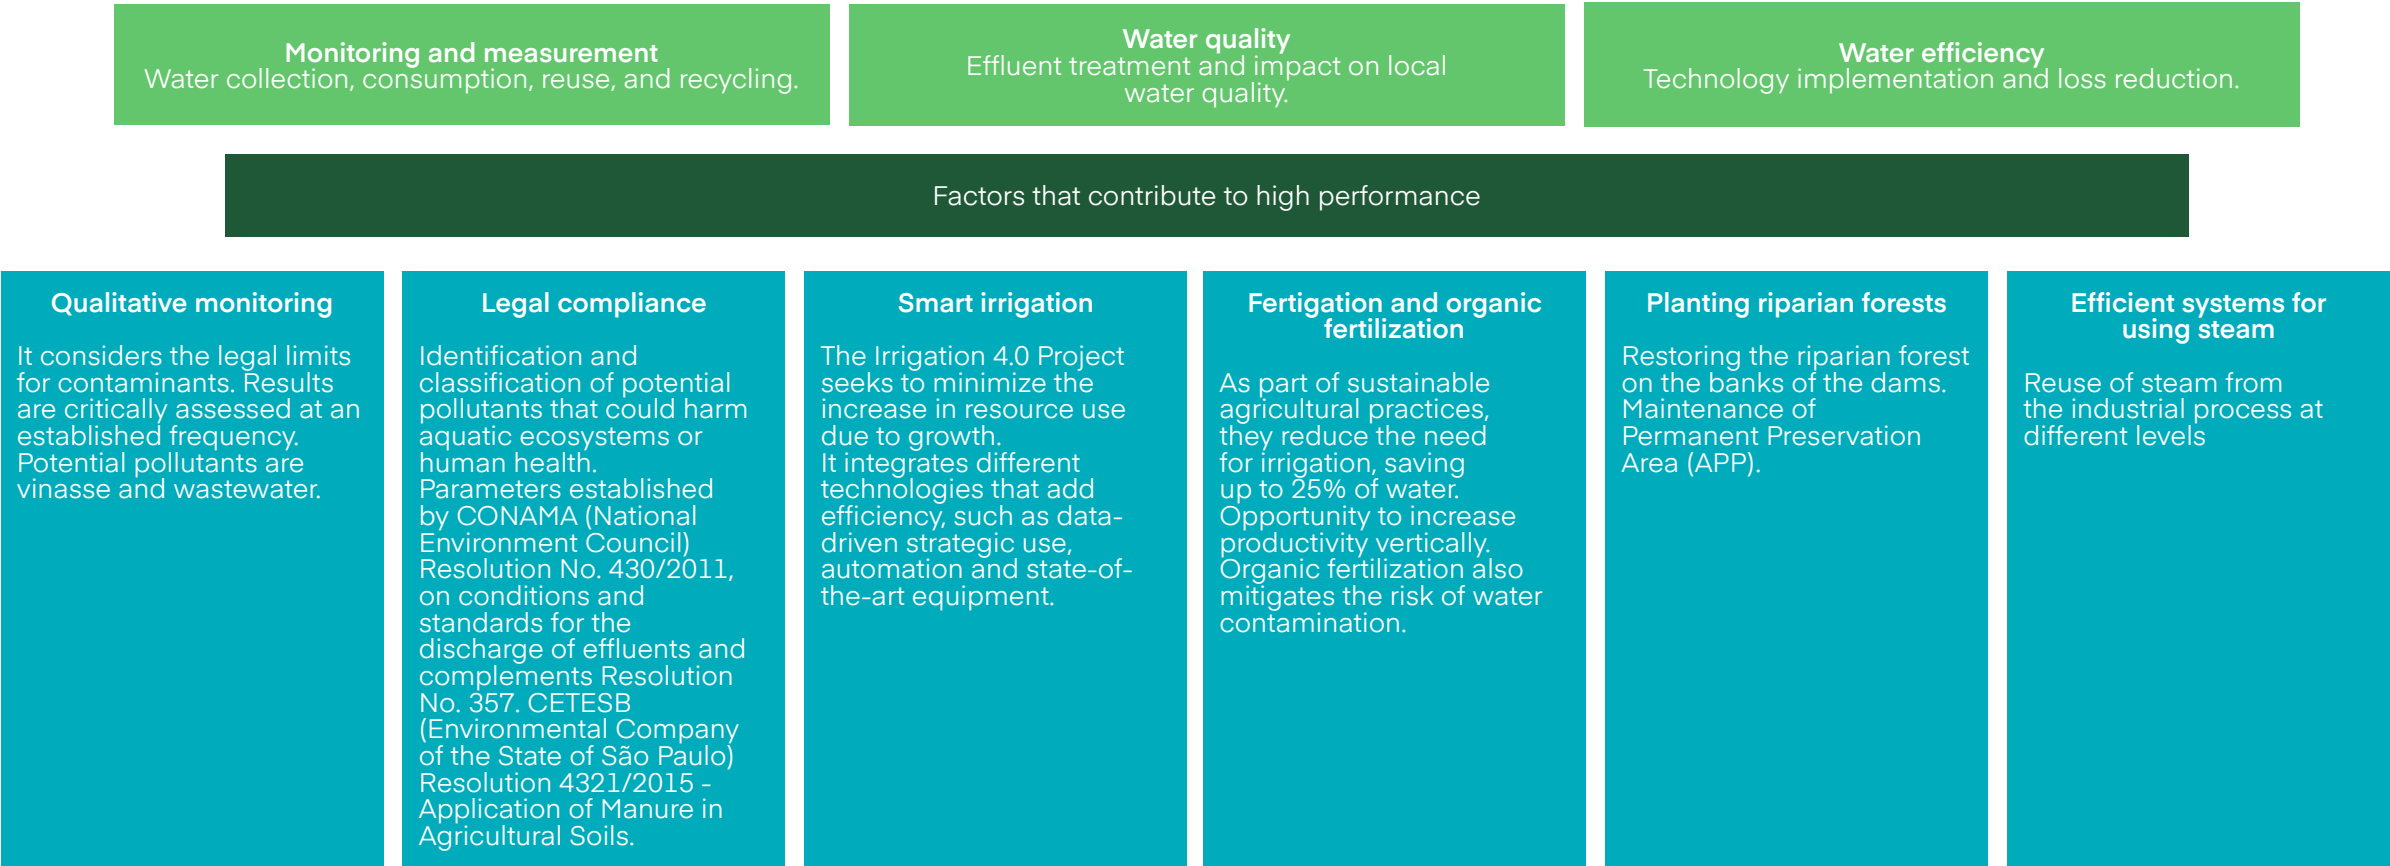 Monitoring and measurement
Water collection, consumption, reuse, and recycling.
Water quality
Effluent treatment and impact on local
water quality.
Water efficiency
Technology implementation and loss reduction.
Factors that contribute to high performance
Qualitative monitoring
It considers the legal limits
for contaminants. Results
are critically assessed at an
established frequency.
Potential pollutants are
vinasse and wastewater.
Legal compliance
Identification and
classification of potential
pollutants that could harm
aquatic ecosystems or
human health.
Parameters established
by CONAMA (National
Environment Council)
Resolution No. 430/2011,
on conditions and
standards for the
discharge of effluents and
complements Resolution
No. 357. CETESB
(Environmental Company
of the State of São Paulo)
Resolution 4321/2015 -
Application of Manure in
Agricultural Soils.
Smart irrigation
The Irrigation 4.0 Project
seeks to minimize the
increase in resource use
due to growth.
It integrates different
technologies that add
efficiency, such as data-
driven strategic use,
automation and state-of-
the-art equipment.
Fertigation and organic
fertilization
As part of sustainable
agricultural practices,
they reduce the need
for irrigation, saving
up to 25% of water.
Opportunity to increase
productivity vertically.
Organic fertilization also
mitigates the risk of water
contamination.
Planting riparian forests
Restoring the riparian forest
on the banks of the dams.
Maintenance of
Permanent Preservation
Area (APP).
Efficient systems for
using steam
Reuse of steam from
the industrial process at
different levels